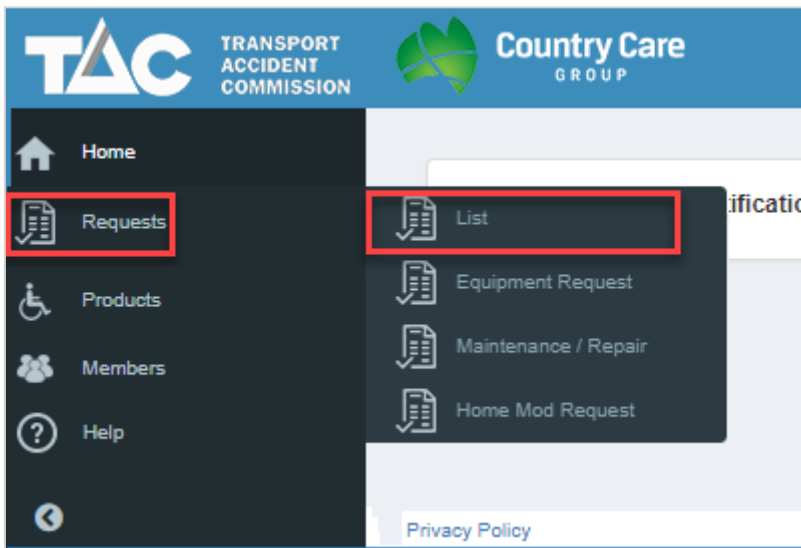 TAC
TRANSPORT
ACCIDENT
COMMISSION
Country Care
GROUP
Home
Requests
List
Equipment Request
Maintenance / Repair
Home Mod Request
Products
Members
Help
Privacy Policy